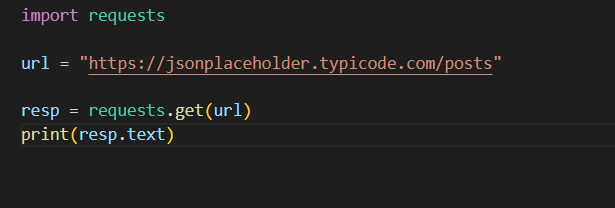 import requests
url = "https://jsonplaceholder.typicode.com/posts"
resp = requests.get(url)
print(resp.text)